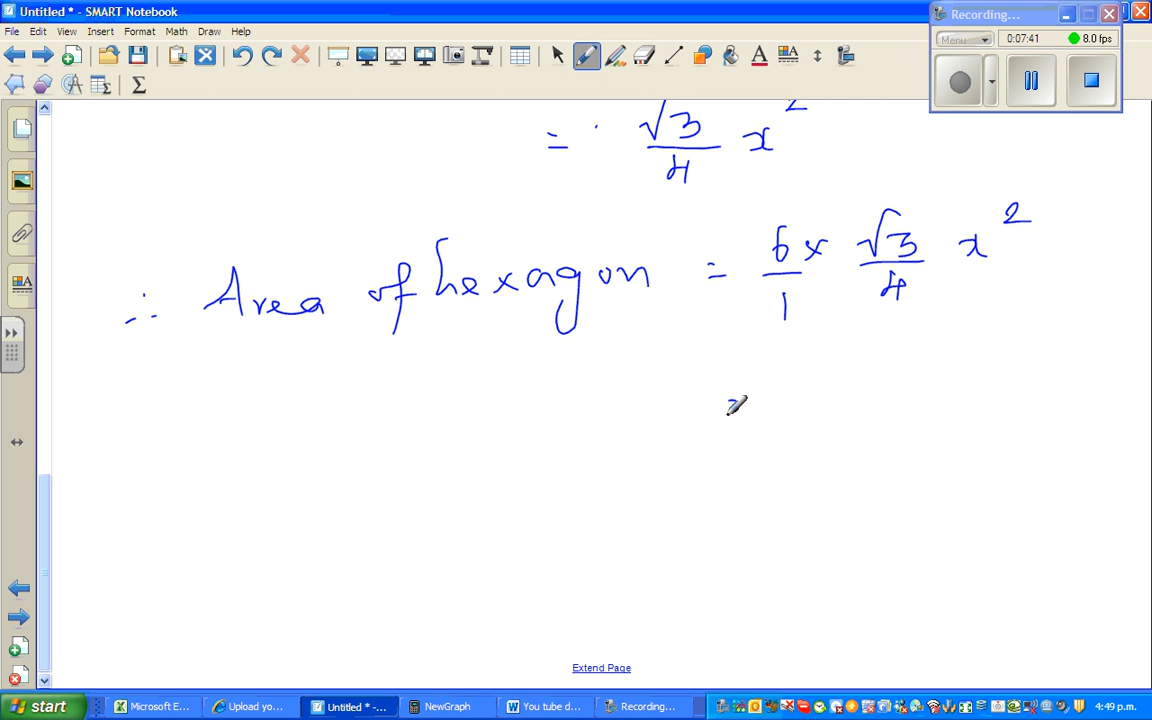 Untitled * - SMART Notebook
Recording...
File Edit View Insert Format Math Draw Help
Menu 0:07:41 8.0 fps
= √3/4 x²
∴ Area of hexagon = 6/1 × √3/4 x²
=
Extend Page
start Microsoft E... Upload yo... Untitled * -... NewGraph You tube d... Recording... 4:49 p.m.